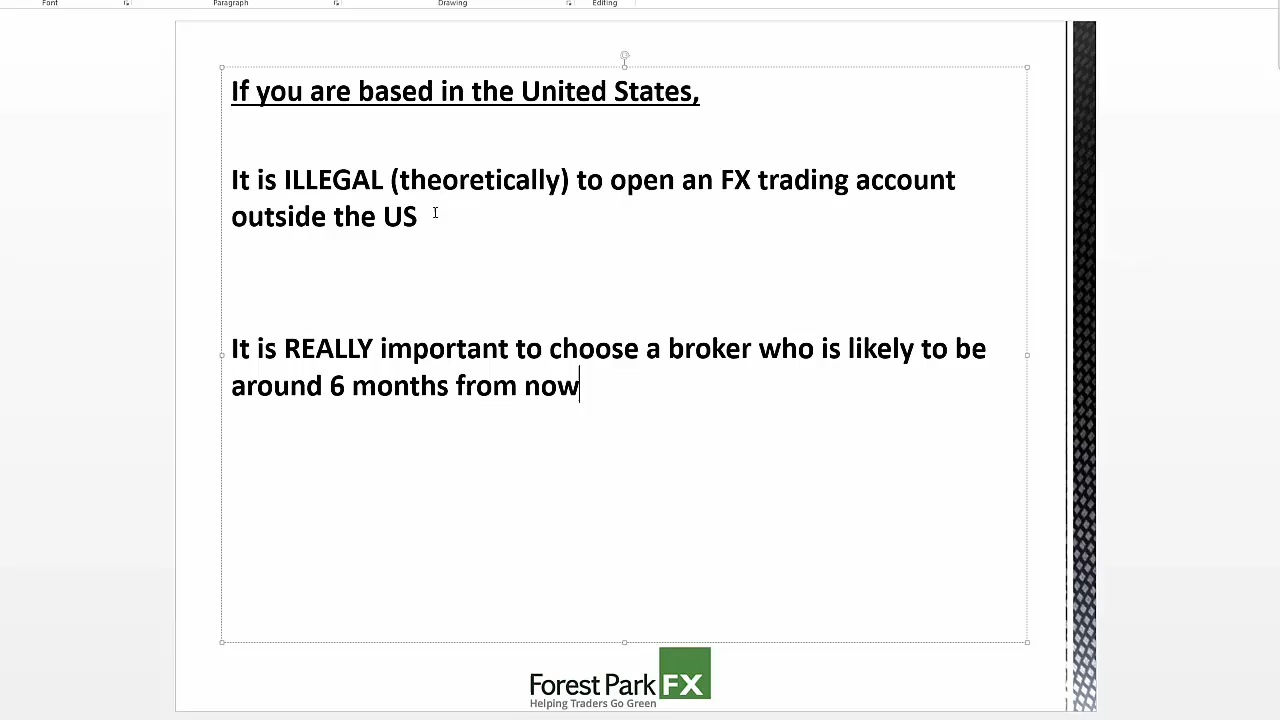 Font Paragraph Drawing Editing
If you are based in the United States,
It is ILLEGAL (theoretically) to open an FX trading account
outside the US
It is REALLY important to choose a broker who is likely to be
around 6 months from now
Forest Park FX
Helping Traders Go Green